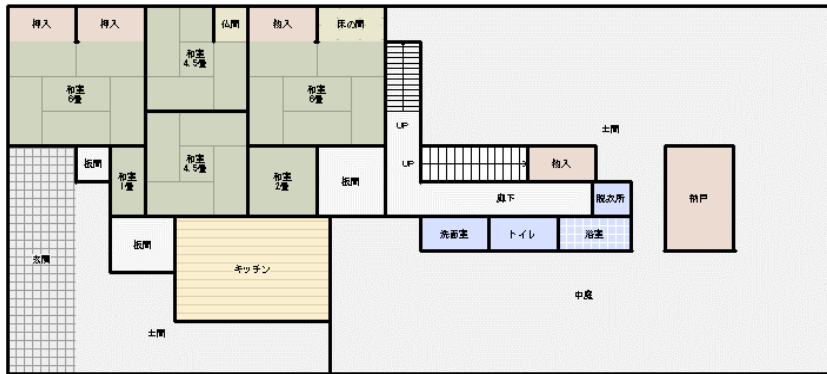 押入
押入
仏間
物入
床の間
和室
4.5畳
和室
6畳
和室
6畳
UP
土間
板間
和室
1畳
和室
4.5畳
和室
2畳
板間
UP
物入
廊下
脱衣所
納戸
玄関
板間
キッチン
洗面室
トイレ
浴室
中庭
土間